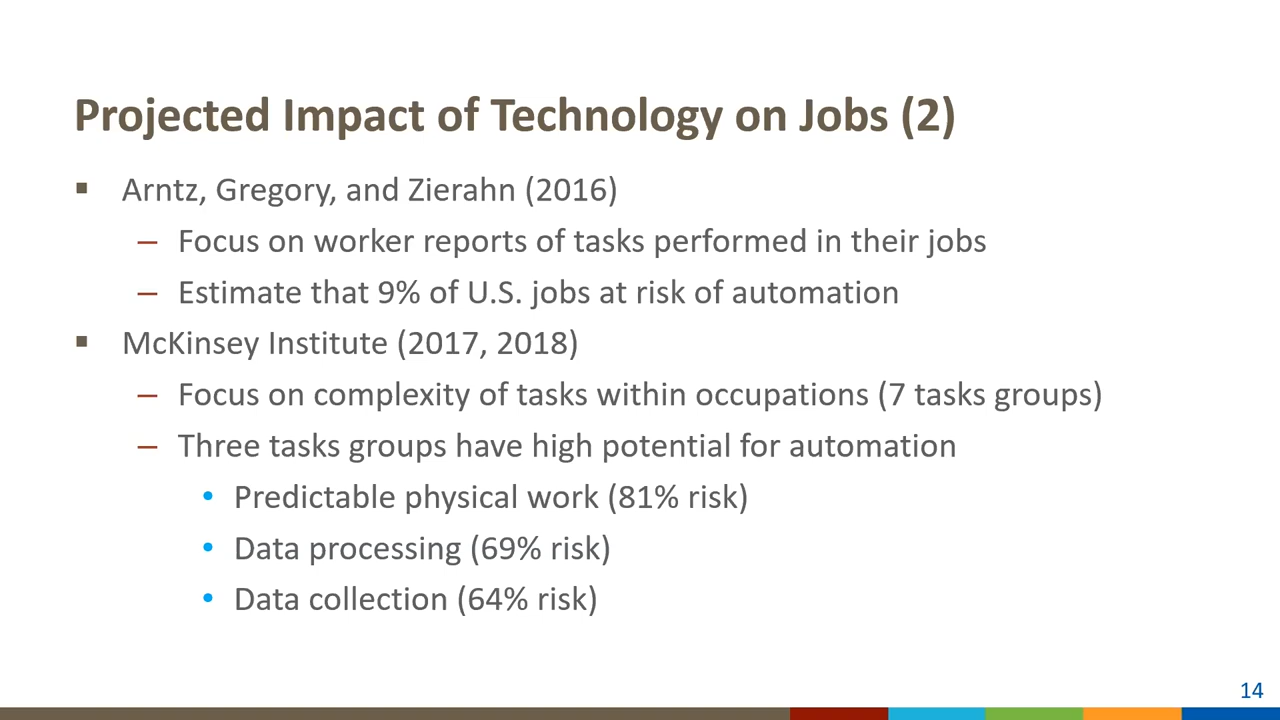 Projected Impact of Technology on Jobs (2)
▪ Arntz, Gregory, and Zierahn (2016)
– Focus on worker reports of tasks performed in their jobs
– Estimate that 9% of U.S. jobs at risk of automation
▪ McKinsey Institute (2017, 2018)
– Focus on complexity of tasks within occupations (7 tasks groups)
– Three tasks groups have high potential for automation
• Predictable physical work (81% risk)
• Data processing (69% risk)
• Data collection (64% risk)
14